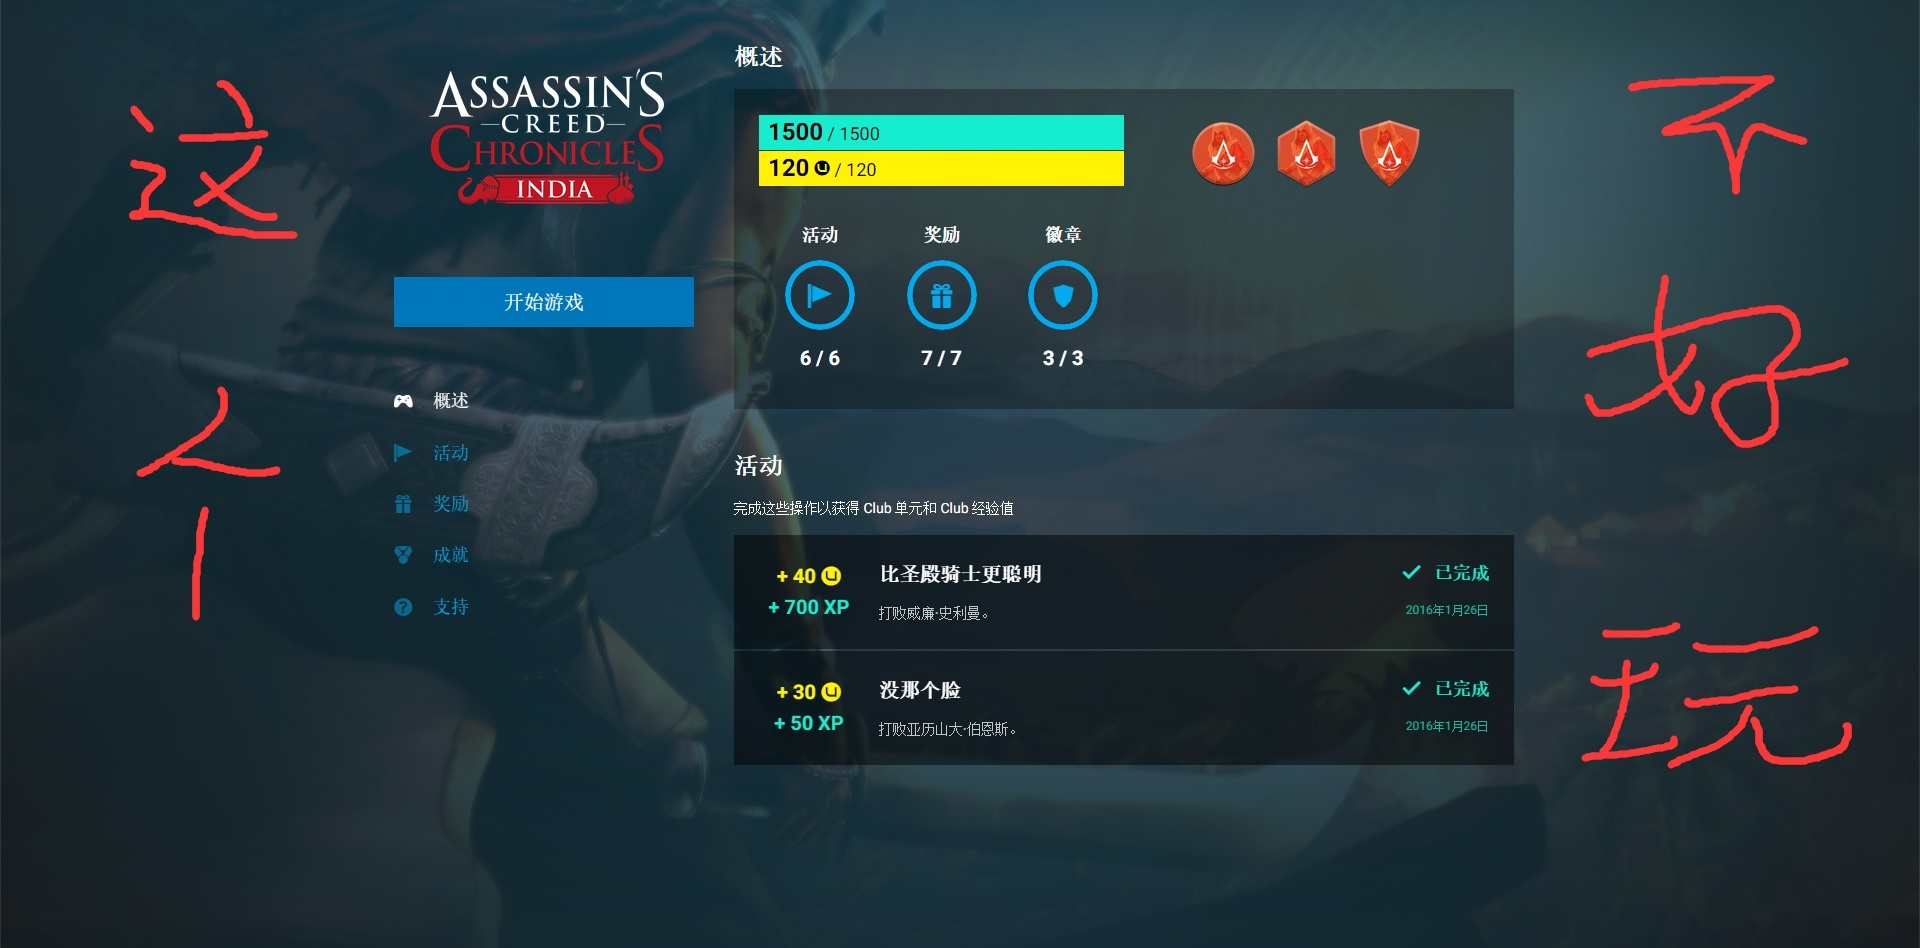 这
个
不
好
玩
ASSASSIN'S
CREED
CHRONICLES
INDIA
开始游戏
概述
活动
奖励
成就
支持
概述
1500 / 1500
120 / 120
活动 奖励 徽章
6 / 6 7 / 7 3 / 3
活动
完成这些操作以获得 Club 单元和 Club 经验值
+ 40 比圣殿骑士更聪明 已完成
+ 700 XP 打败威廉·史利曼。 2016年1月26日
+ 30 没那个脸 已完成
+ 50 XP 打败亚历山大·伯恩斯。 2016年1月26日